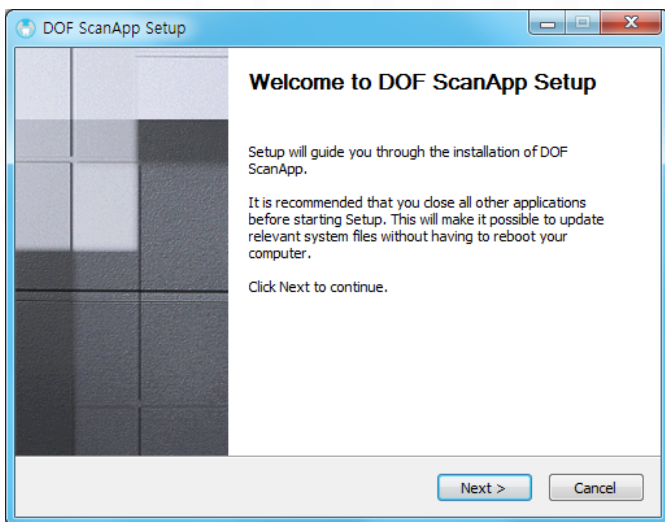 DOF ScanApp Setup
Welcome to DOF ScanApp Setup
Setup will guide you through the installation of DOF
ScanApp.
It is recommended that you close all other applications
before starting Setup. This will make it possible to update
relevant system files without having to reboot your
computer.
Click Next to continue.
Next >
Cancel